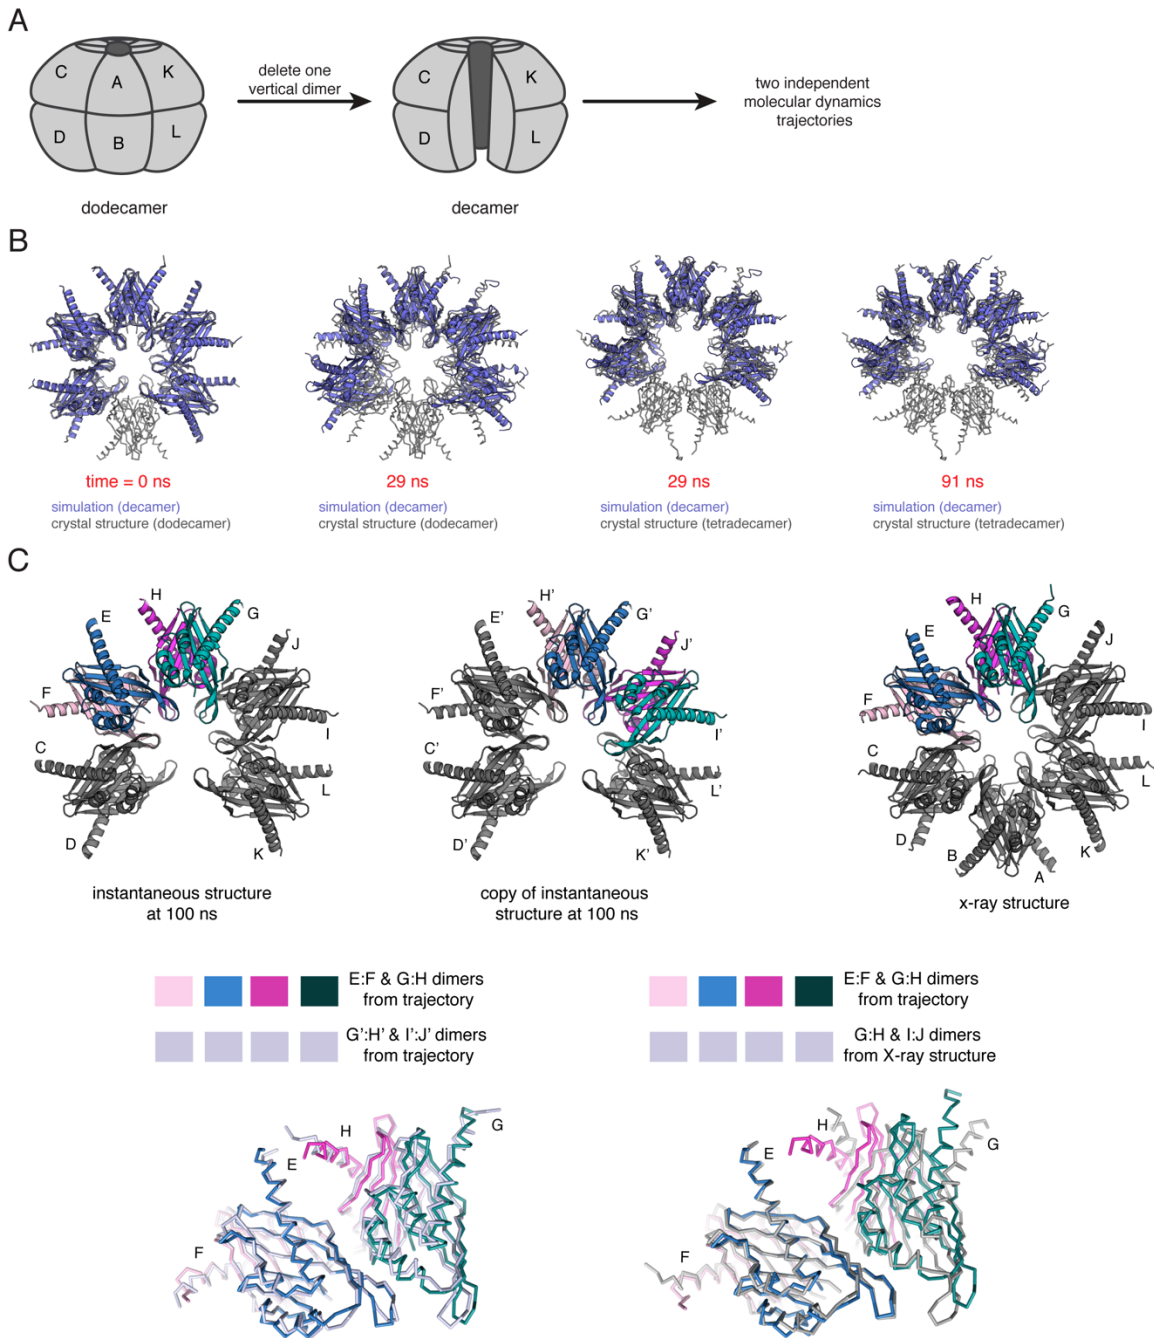 A
C
A
K
D
B
L
dodecamer
delete one
vertical dimer
C
K
D
L
decamer
two independent
molecular dynamics
trajectories
B
time = 0 ns
simulation (decamer)
crystal structure (dodecamer)
29 ns
simulation (decamer)
crystal structure (dodecamer)
29 ns
simulation (decamer)
crystal structure (tetradecamer)
91 ns
simulation (decamer)
crystal structure (tetradecamer)
C
H
G
E
J
F
I
C
L
D
K
instantaneous structure
at 100 ns
H’
G’
E’
J’
F’
I’
C’
L’
D’
K’
copy of instantaneous
structure at 100 ns
H
G
E
J
F
I
C
L
D
B
K
A
x-ray structure
E:F & G:H dimers
from trajectory
G’:H’ & I’:J’ dimers
from trajectory
E:F & G:H dimers
from trajectory
G:H & I:J dimers
from X-ray structure
H
G
E
F
H
G
E
F